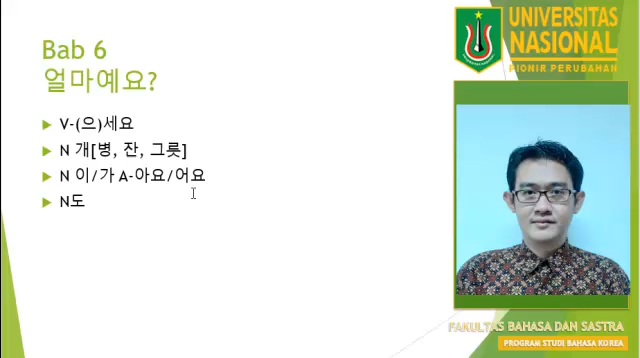 Bab 6
얼마예요?
V-(으)세요
N 개[병, 잔, 그릇]
N 이/가 A-아요/어요
N도
UNIVERSITAS
NASIONAL
PIONIR PERUBAHAN
FAKULTAS BAHASA DAN SASTRA
PROGRAM STUDI BAHASA KOREA